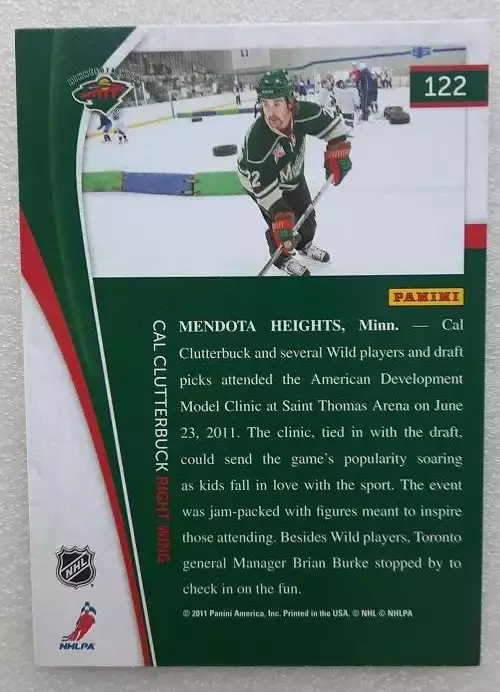 MINNESOTA WILD
122
22
PANINI
CAL CLUTTERBUCK RIGHT WING
MENDOTA HEIGHTS, Minn. — Cal
Clutterbuck and several Wild players and draft
picks attended the American Development
Model Clinic at Saint Thomas Arena on June
23, 2011. The clinic, tied in with the draft,
could send the game's popularity soaring
as kids fall in love with the sport. The event
was jam-packed with figures meant to inspire
those attending. Besides Wild players, Toronto
general Manager Brian Burke stopped by to
check in on the fun.
© 2011 Panini America, Inc. Printed in the USA. © NHL © NHLPA
NHL
NHLPA